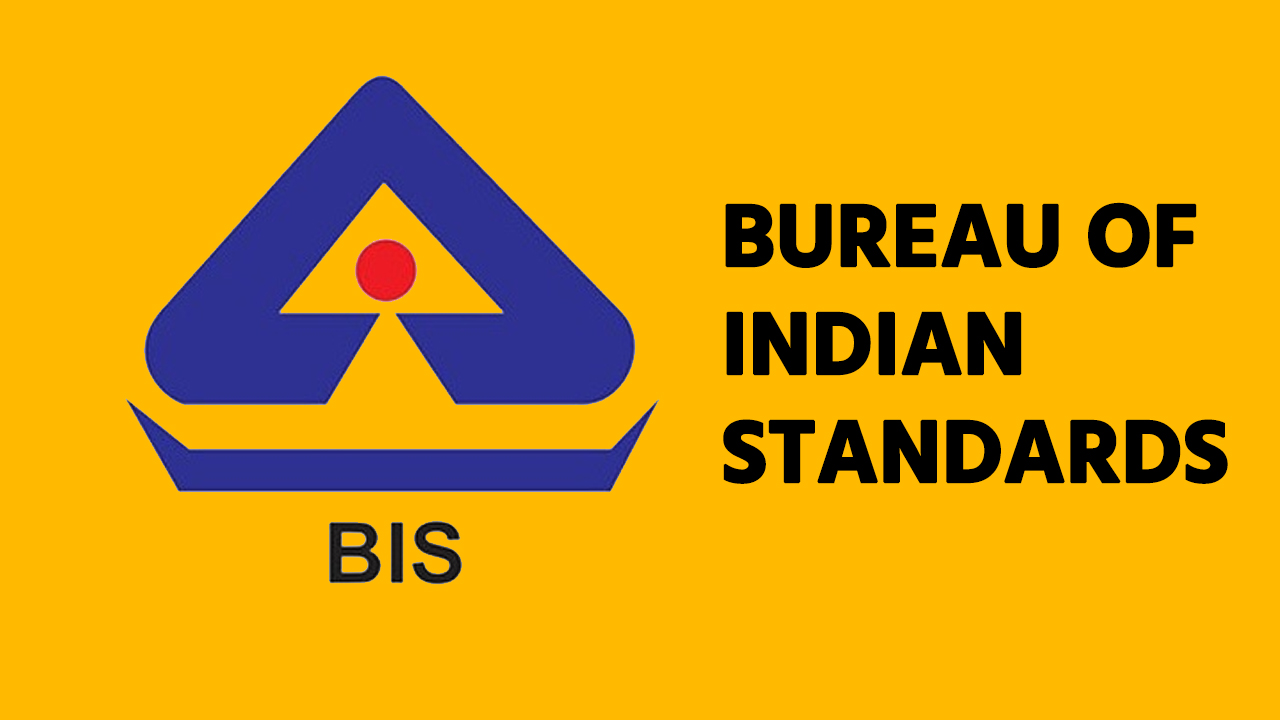 BUREAU OF
INDIAN
STANDARDS
BIS